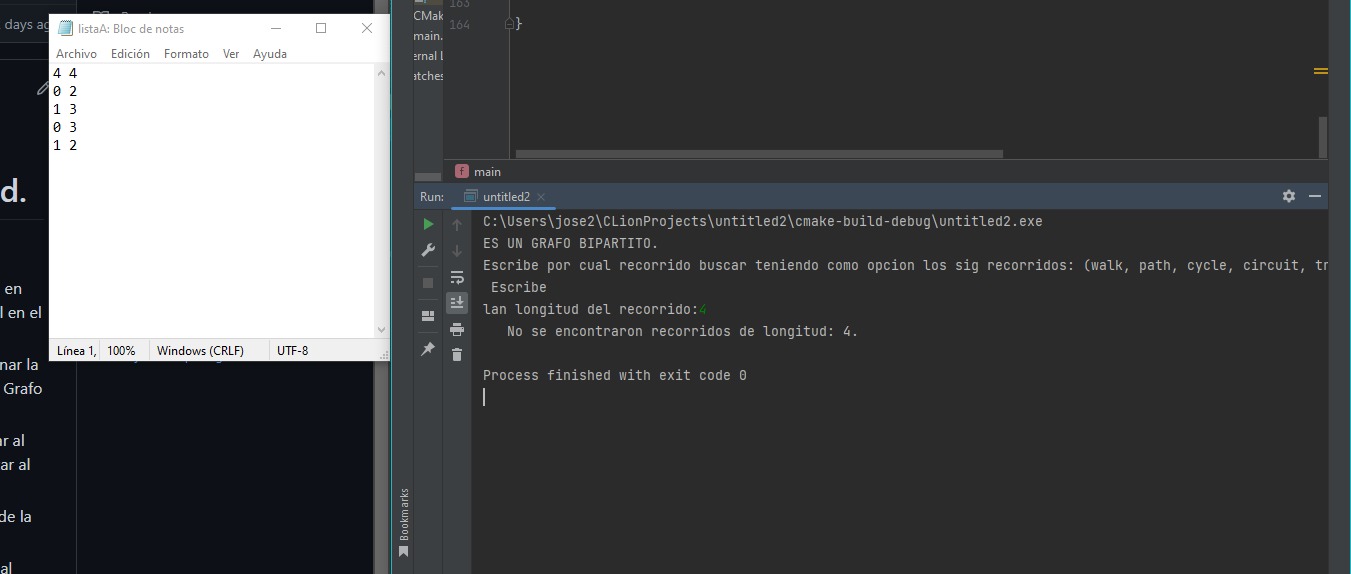 days ag
d.
en
l en el
nar la
Grafo
ar al
ar al
de la
al
listaA: Bloc de notas
Archivo Edición Formato Ver Ayuda
4 4
0 2
1 3
0 3
1 2
Línea 1, 100% Windows (CRLF) UTF-8
CMak
main.
ernal L
atches
163
164 }
main
Run: untitled2
C:\Users\jose2\CLionProjects\untitled2\cmake-build-debug\untitled2.exe
ES UN GRAFO BIPARTITO.
Escribe por cual recorrido buscar teniendo como opcion los sig recorridos: (walk, path, cycle, circuit, tr
Escribe
lan longitud del recorrido:4
No se encontraron recorridos de longitud: 4.
Process finished with exit code 0
Bookmarks